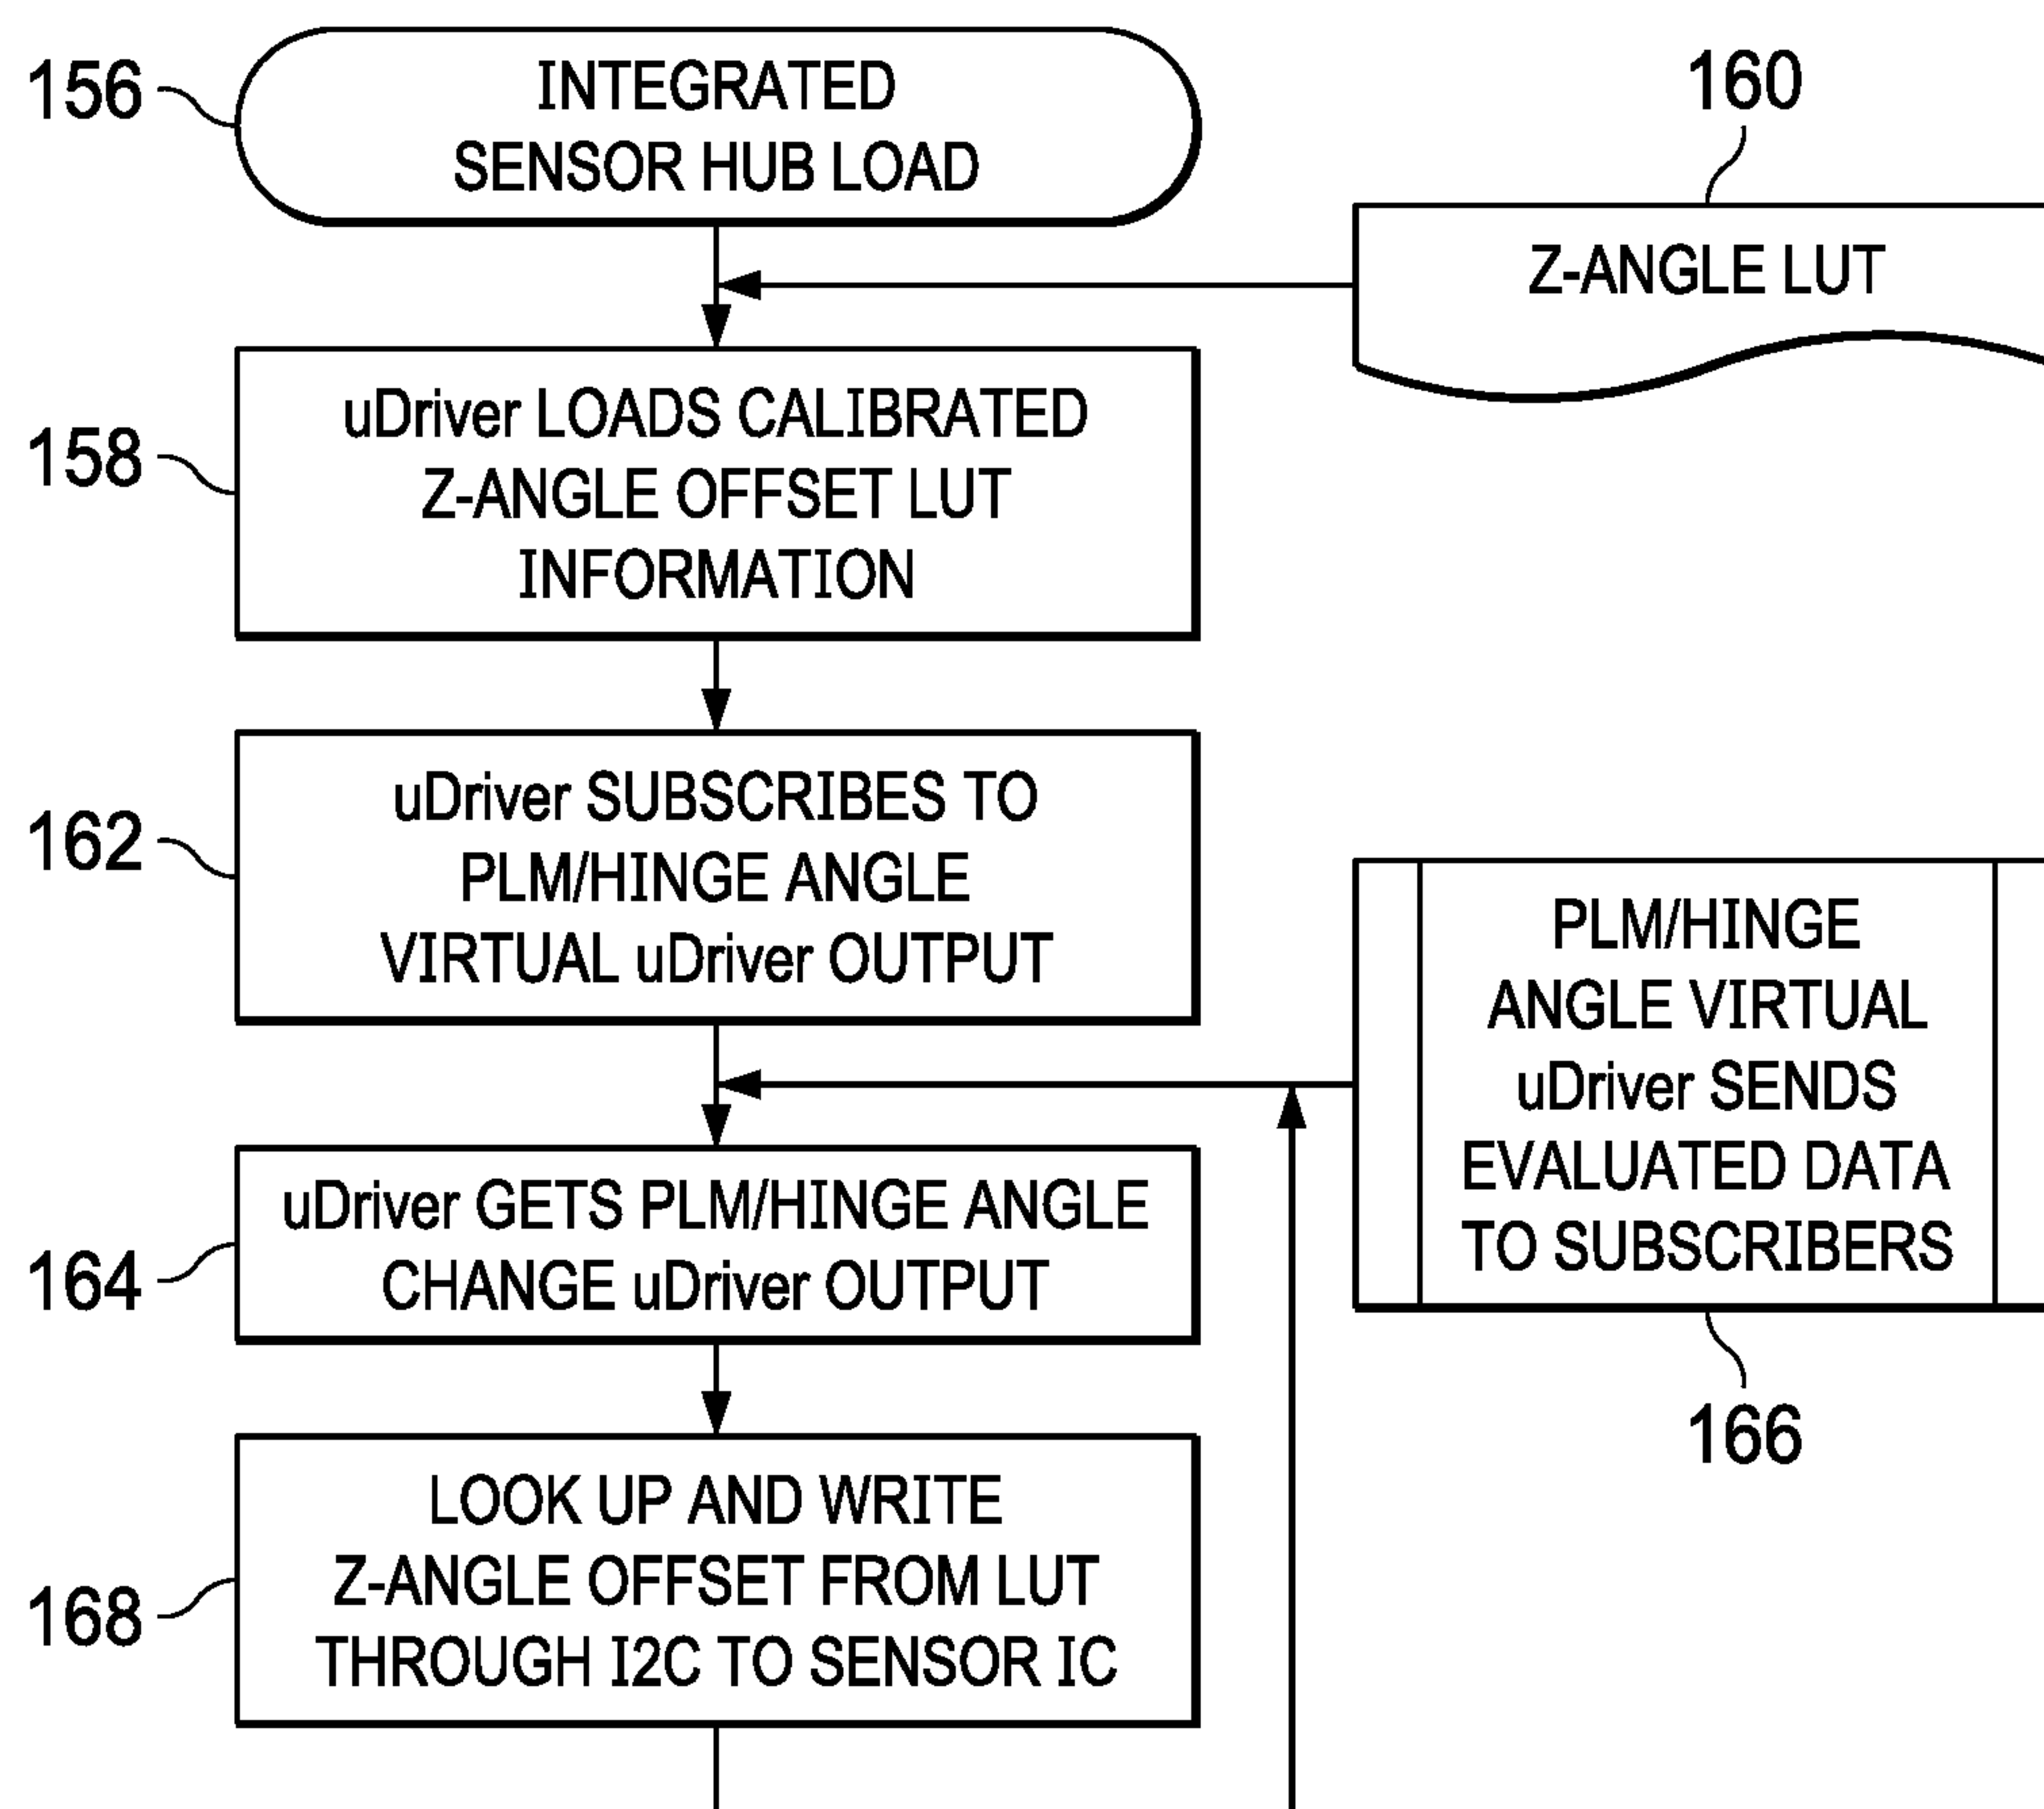 156
INTEGRATED
SENSOR HUB LOAD
160
Z-ANGLE LUT
158
uDriver LOADS CALIBRATED
Z-ANGLE OFFSET LUT
INFORMATION
162
uDriver SUBSCRIBES TO
PLM/HINGE ANGLE
VIRTUAL uDriver OUTPUT
164
uDriver GETS PLM/HINGE ANGLE
CHANGE uDriver OUTPUT
PLM/HINGE
ANGLE VIRTUAL
uDriver SENDS
EVALUATED DATA
TO SUBSCRIBERS
166
168
LOOK UP AND WRITE
Z-ANGLE OFFSET FROM LUT
THROUGH I2C TO SENSOR IC